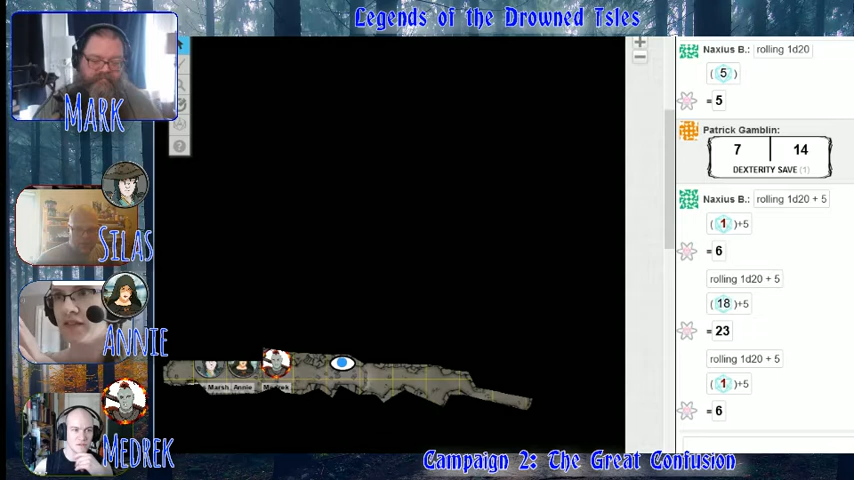 Legends of the Drowned Isles
MARK
SILAS
ANNIE
MEDREK
Marsh
Annie
Medrek
Naxius B.: rolling 1d20
(5)
= 5
Patrick Gamblin:
7 | 14
DEXTERITY SAVE (1)
Naxius B.: rolling 1d20 + 5
(1)+5
= 6
rolling 1d20 + 5
(18)+5
= 23
rolling 1d20 + 5
(1)+5
= 6
Campaign 2: The Great Confusion